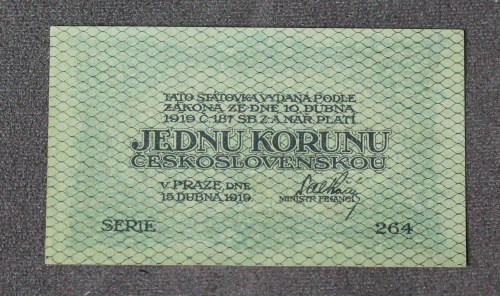 TATO STÁTOVKA VYDANÁ PODLE
ZÁKONA ZE DNE 10. DUBNA
1919 Č. 187 SB. Z. A NAŘ. PLATÍ
JEDNU KORUNU
ČESKOSLOVENSKOU
V PRAZE DNE
15. DUBNA 1919.
MINISTR FINANCÍ
SERIE 264